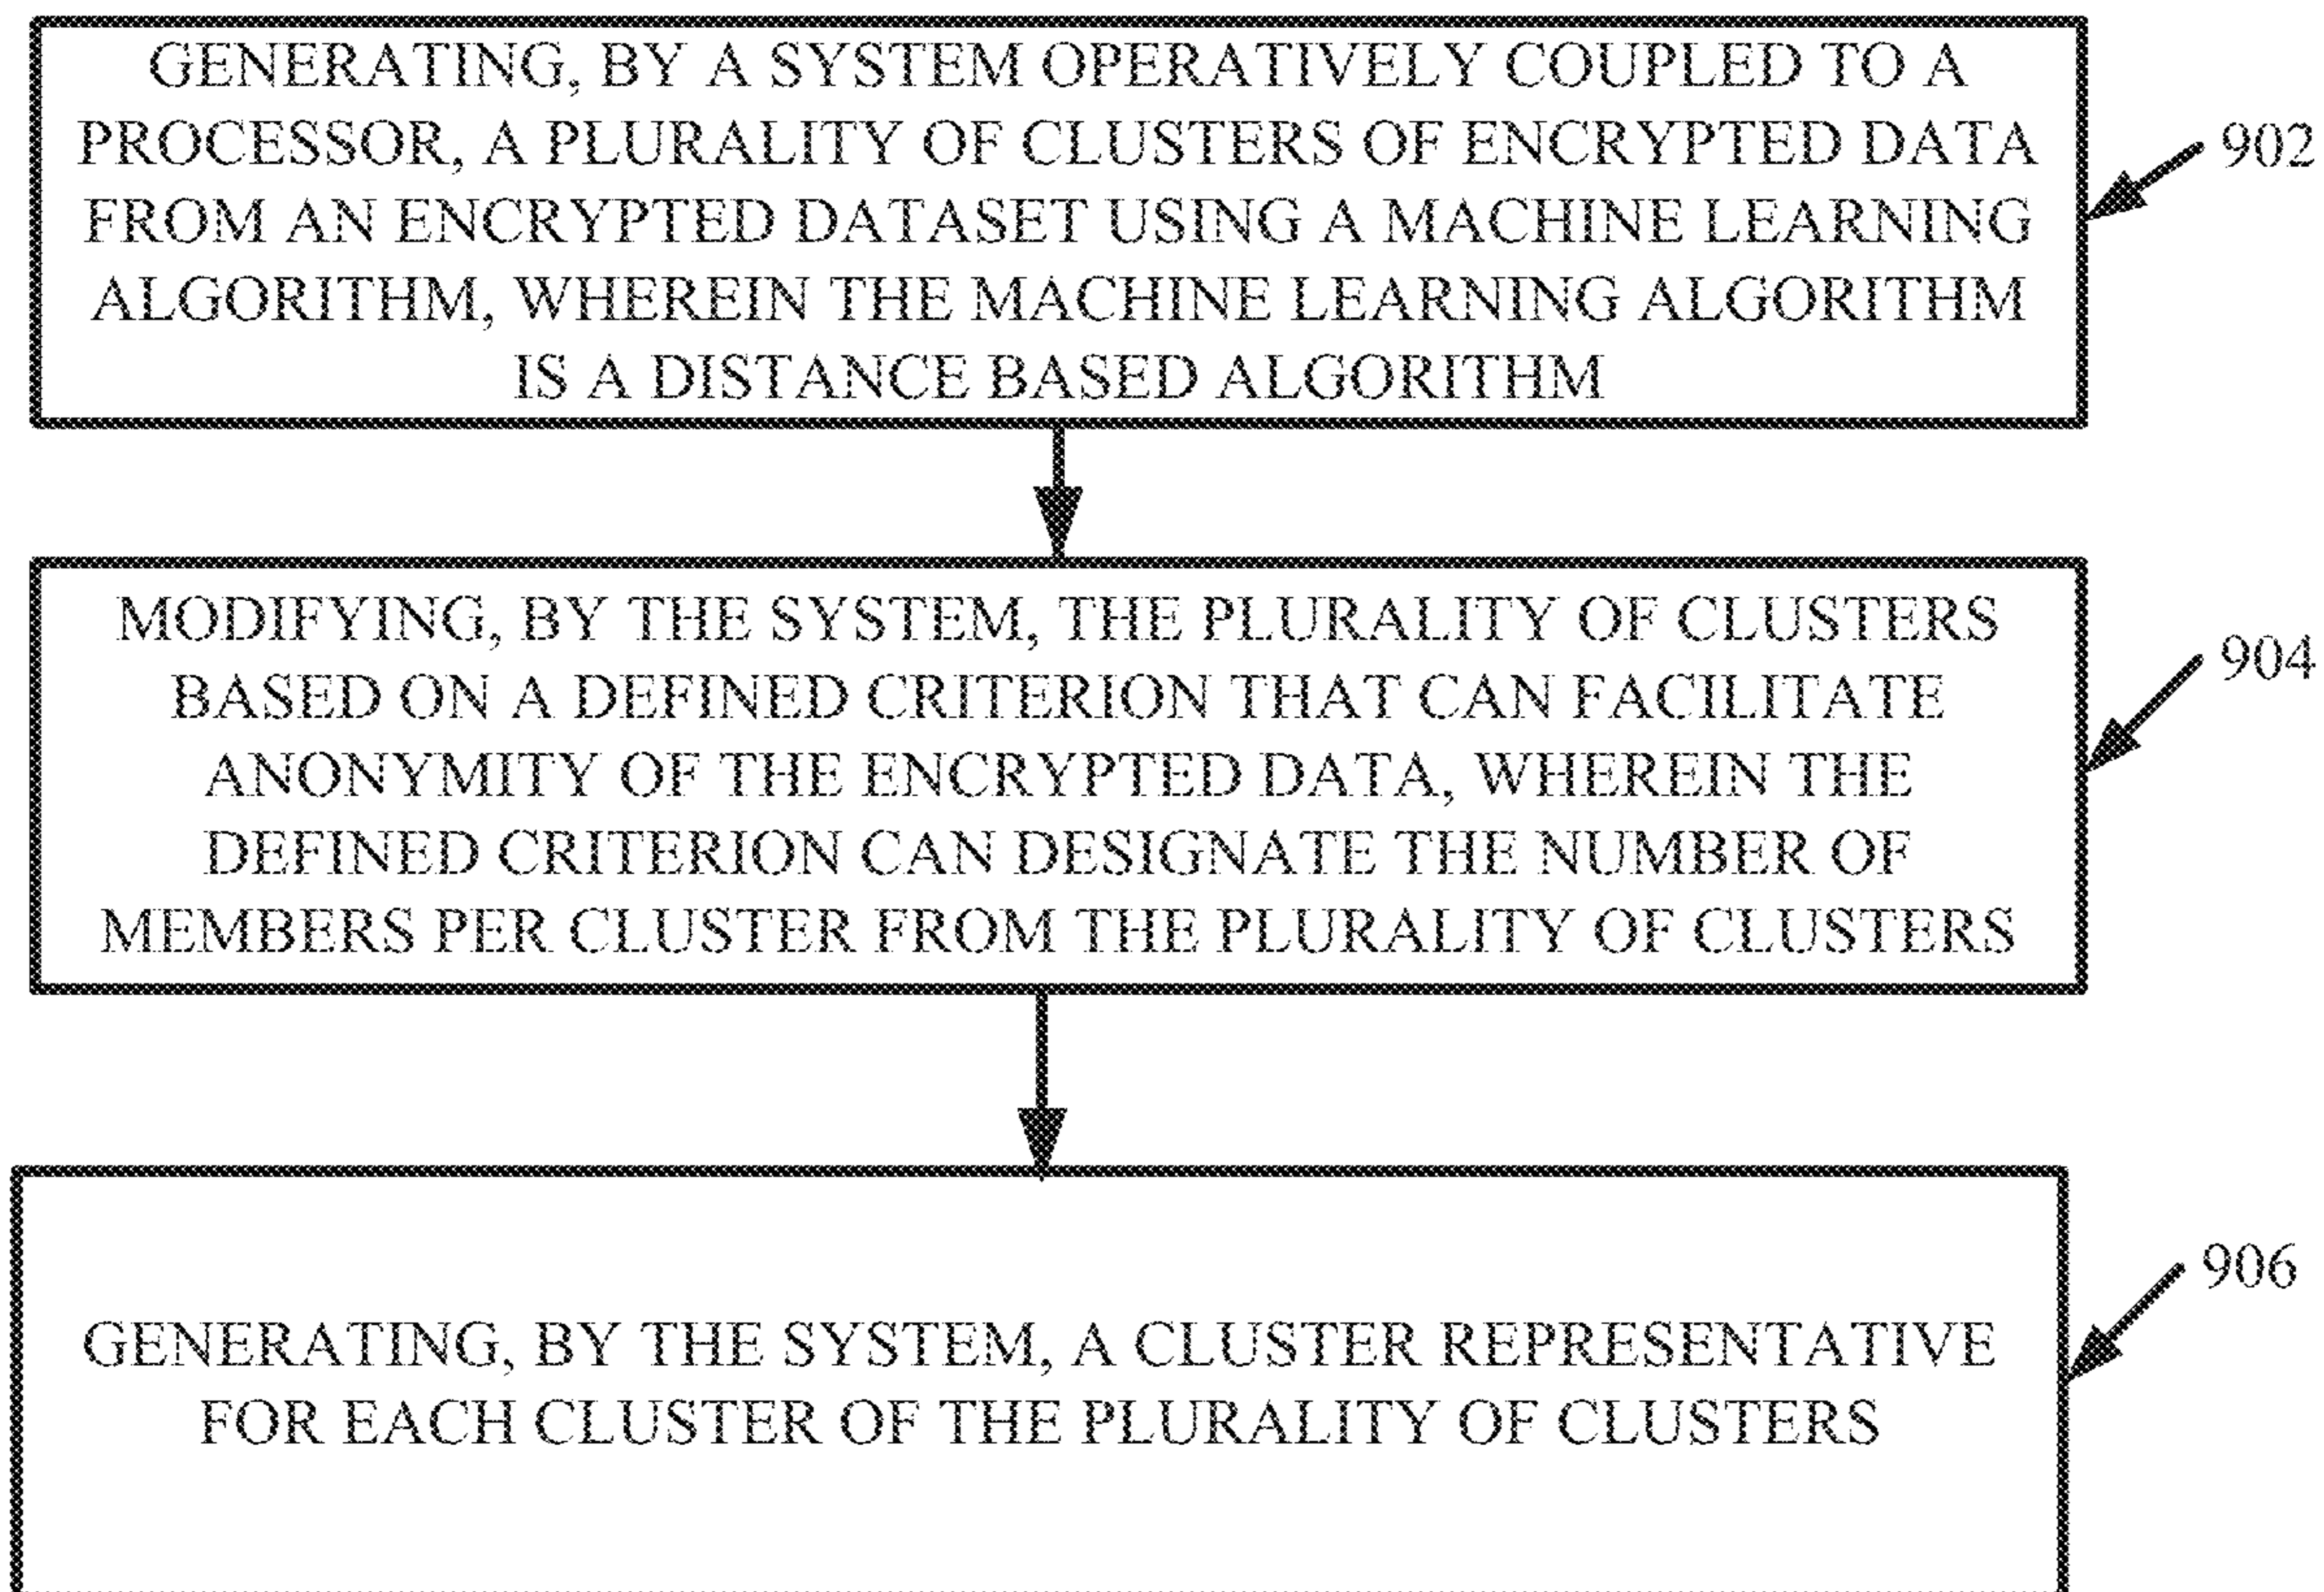 GENERATING, BY A SYSTEM OPERATIVELY COUPLED TO A
PROCESSOR, A PLURALITY OF CLUSTERS OF ENCRYPTED DATA
FROM AN ENCRYPTED DATASET USING A MACHINE LEARNING
ALGORITHM, WHEREIN THE MACHINE LEARNING ALGORITHM
IS A DISTANCE BASED ALGORITHM
902
MODIFYING, BY THE SYSTEM, THE PLURALITY OF CLUSTERS
BASED ON A DEFINED CRITERION THAT CAN FACILITATE
ANONYMITY OF THE ENCRYPTED DATA, WHEREIN THE
DEFINED CRITERION CAN DESIGNATE THE NUMBER OF
MEMBERS PER CLUSTER FROM THE PLURALITY OF CLUSTERS
904
GENERATING, BY THE SYSTEM, A CLUSTER REPRESENTATIVE
FOR EACH CLUSTER OF THE PLURALITY OF CLUSTERS
906